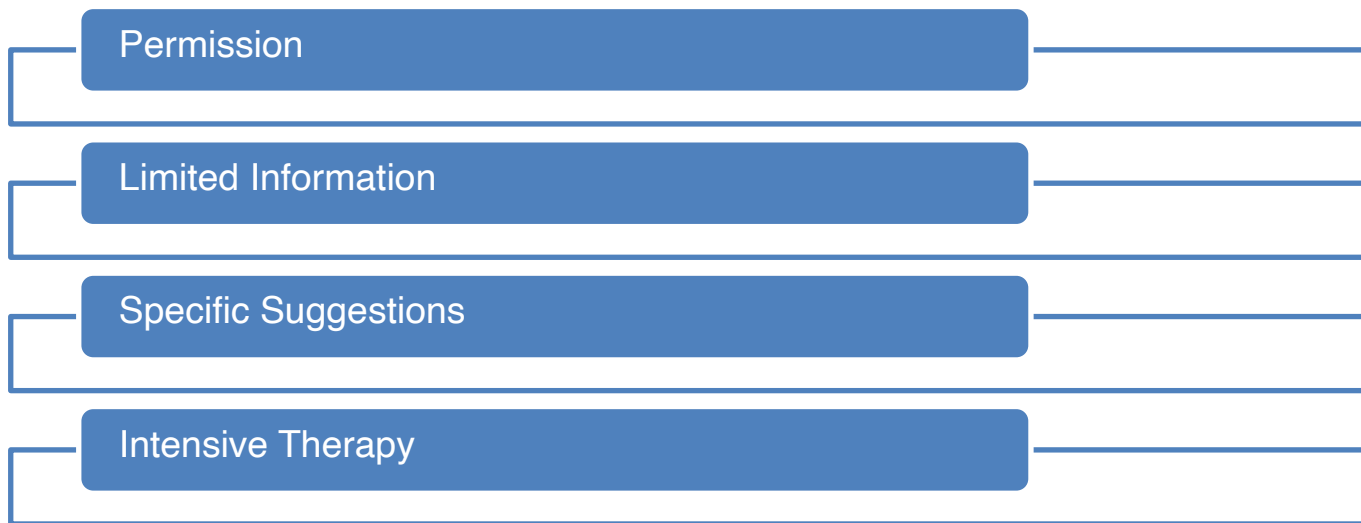 Permission
Limited Information
Specific Suggestions
Intensive Therapy